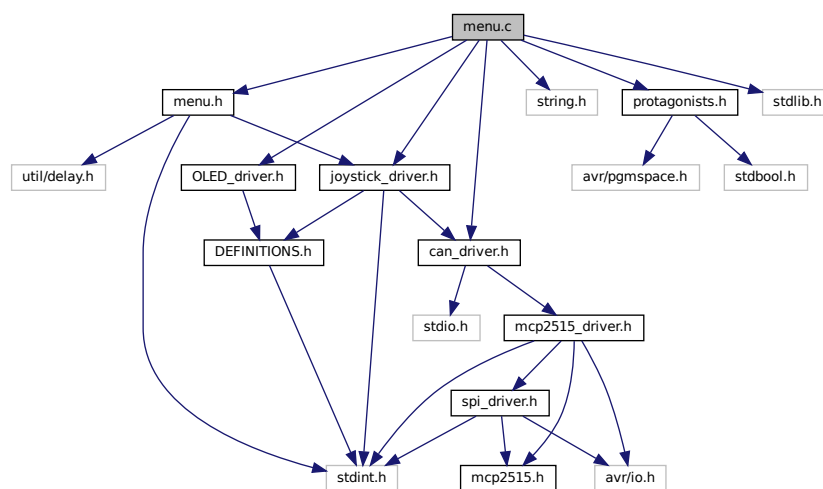 menu.c
menu.h
string.h
protagonists.h
stdlib.h
util/delay.h
OLED_driver.h
joystick_driver.h
avr/pgmspace.h
stdbool.h
DEFINITIONS.h
can_driver.h
stdio.h
mcp2515_driver.h
spi_driver.h
stdint.h
mcp2515.h
avr/io.h